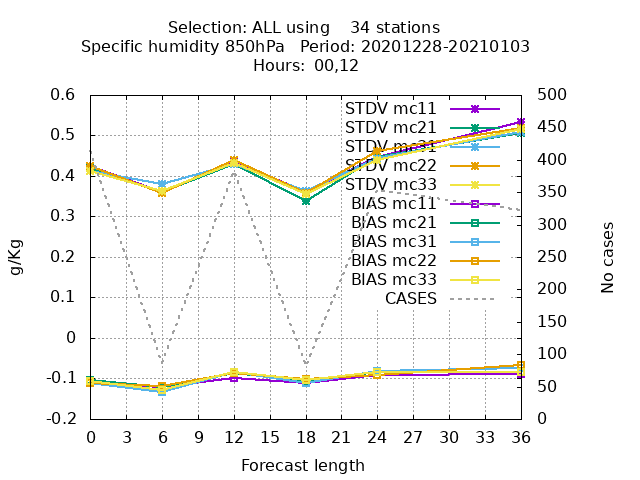 Selection: ALL using 34 stations
Specific humidity 850hPa Period: 20201228-20210103
Hours: 00,12
0.6
0.5
0.4
0.3
0.2
0.1
0
-0.1
-0.2
g/Kg
500
450
400
350
300
250
200
150
100
50
0
No cases
STDV mc11
STDV mc21
STDV mc31
STDV mc22
STDV mc33
BIAS mc11
BIAS mc21
BIAS mc31
BIAS mc22
BIAS mc33
CASES
0 3 6 9 12 15 18 21 24 27 30 33 36
Forecast length